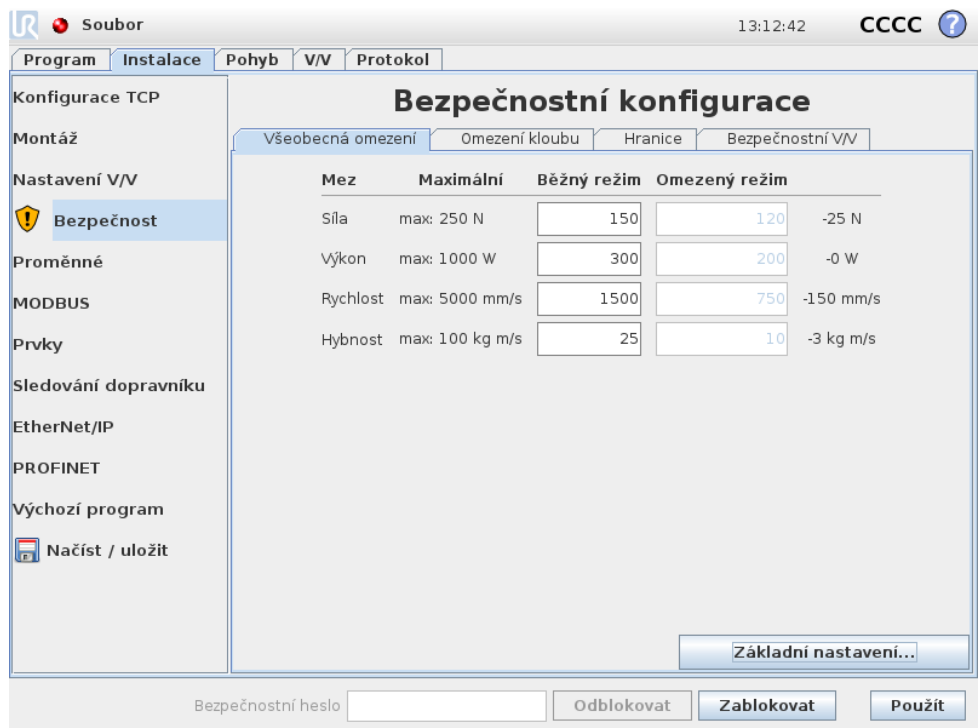 UR Soubor 13:12:42 CCCC ?
Program Instalace Pohyb V/V Protokol
Konfigurace TCP
Montáž
Nastavení V/V
Bezpečnost
Proměnné
MODBUS
Prvky
Sledování dopravníku
EtherNet/IP
PROFINET
Výchozí program
Načíst / uložit
Bezpečnostní konfigurace
Všeobecná omezení Omezení kloubu Hranice Bezpečnostní V/V
Mez Maximální Běžný režim Omezený režim
Síla max: 250 N 150 120 -25 N
Výkon max: 1000 W 300 200 -0 W
Rychlost max: 5000 mm/s 1500 750 -150 mm/s
Hybnost max: 100 kg m/s 25 10 -3 kg m/s
Základní nastavení...
Bezpečnostní heslo Odblokovat Zablokovat Použít